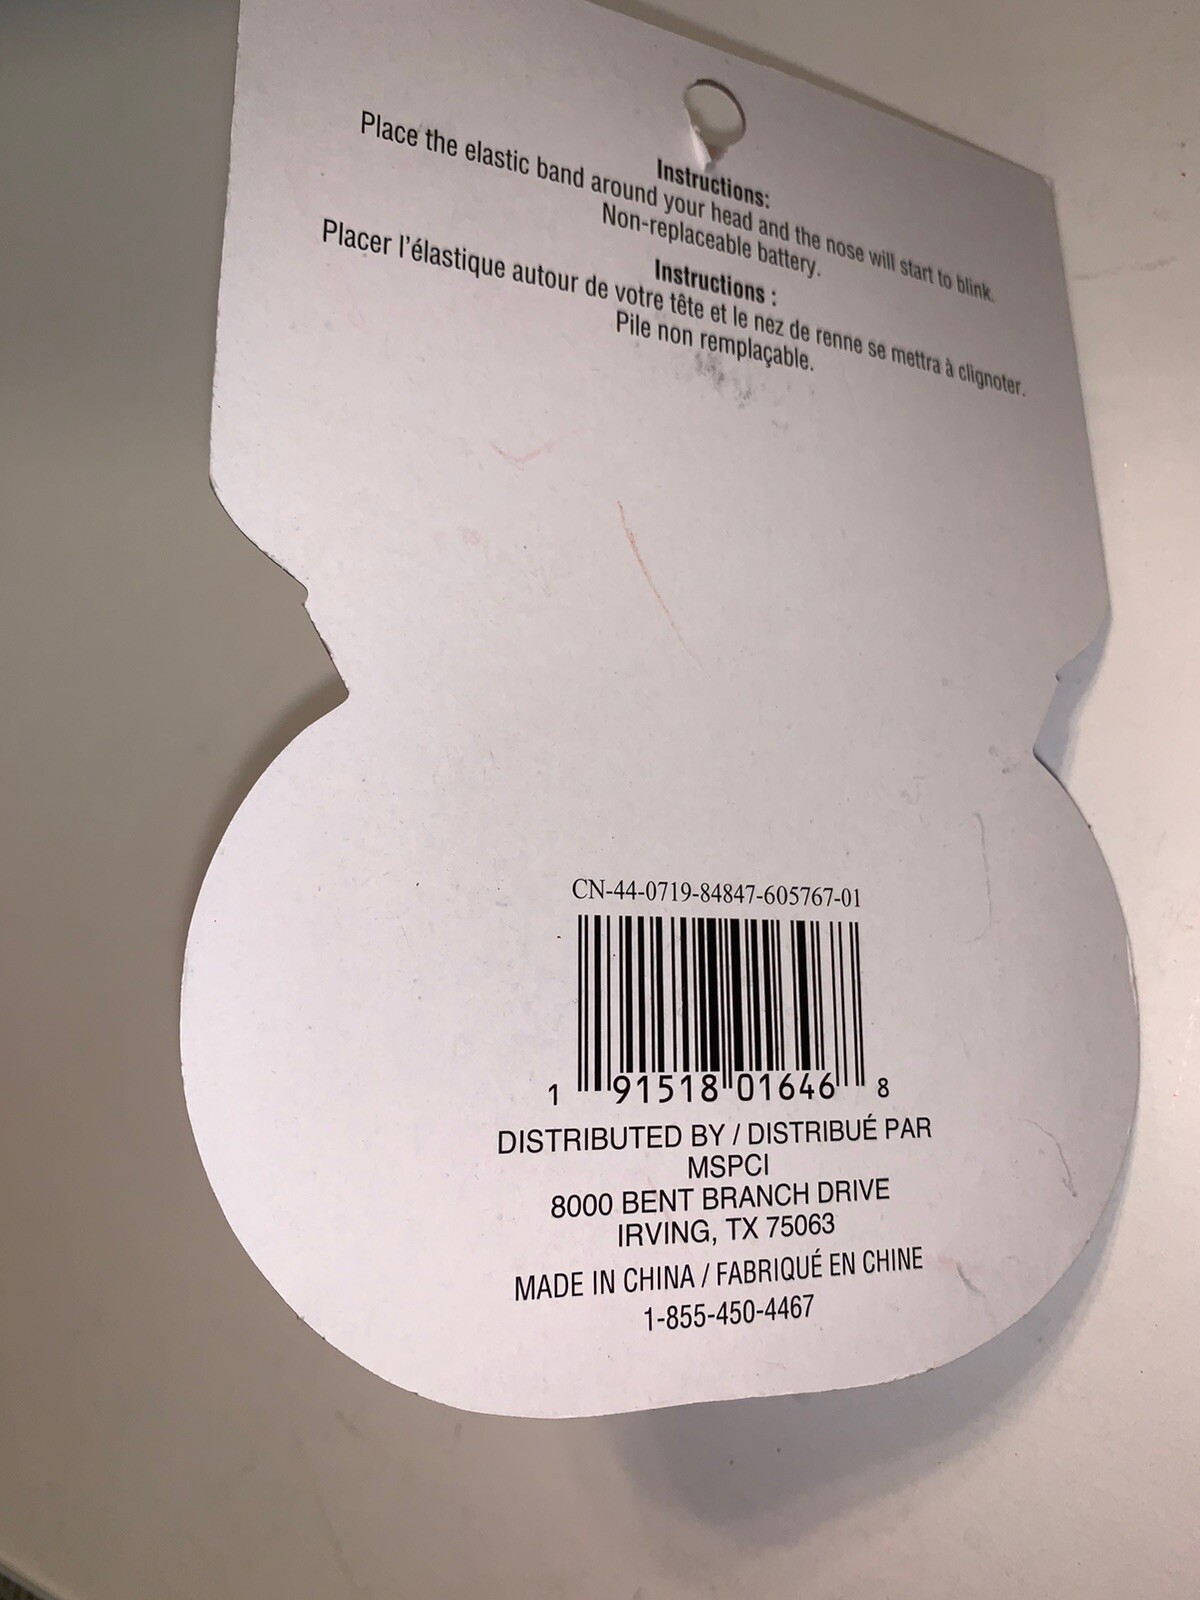 Instructions:
Place the elastic band around your head and the nose will start to blink.
Non-replaceable battery.
Instructions :
Placer l'élastique autour de votre tête et le nez de renne se mettra à clignoter.
Pile non remplaçable.
CN-44-0719-84847-605767-01
1 91518 01646 8
DISTRIBUTED BY / DISTRIBUÉ PAR
MSPCI
8000 BENT BRANCH DRIVE
IRVING, TX 75063
MADE IN CHINA / FABRIQUÉ EN CHINE
1-855-450-4467